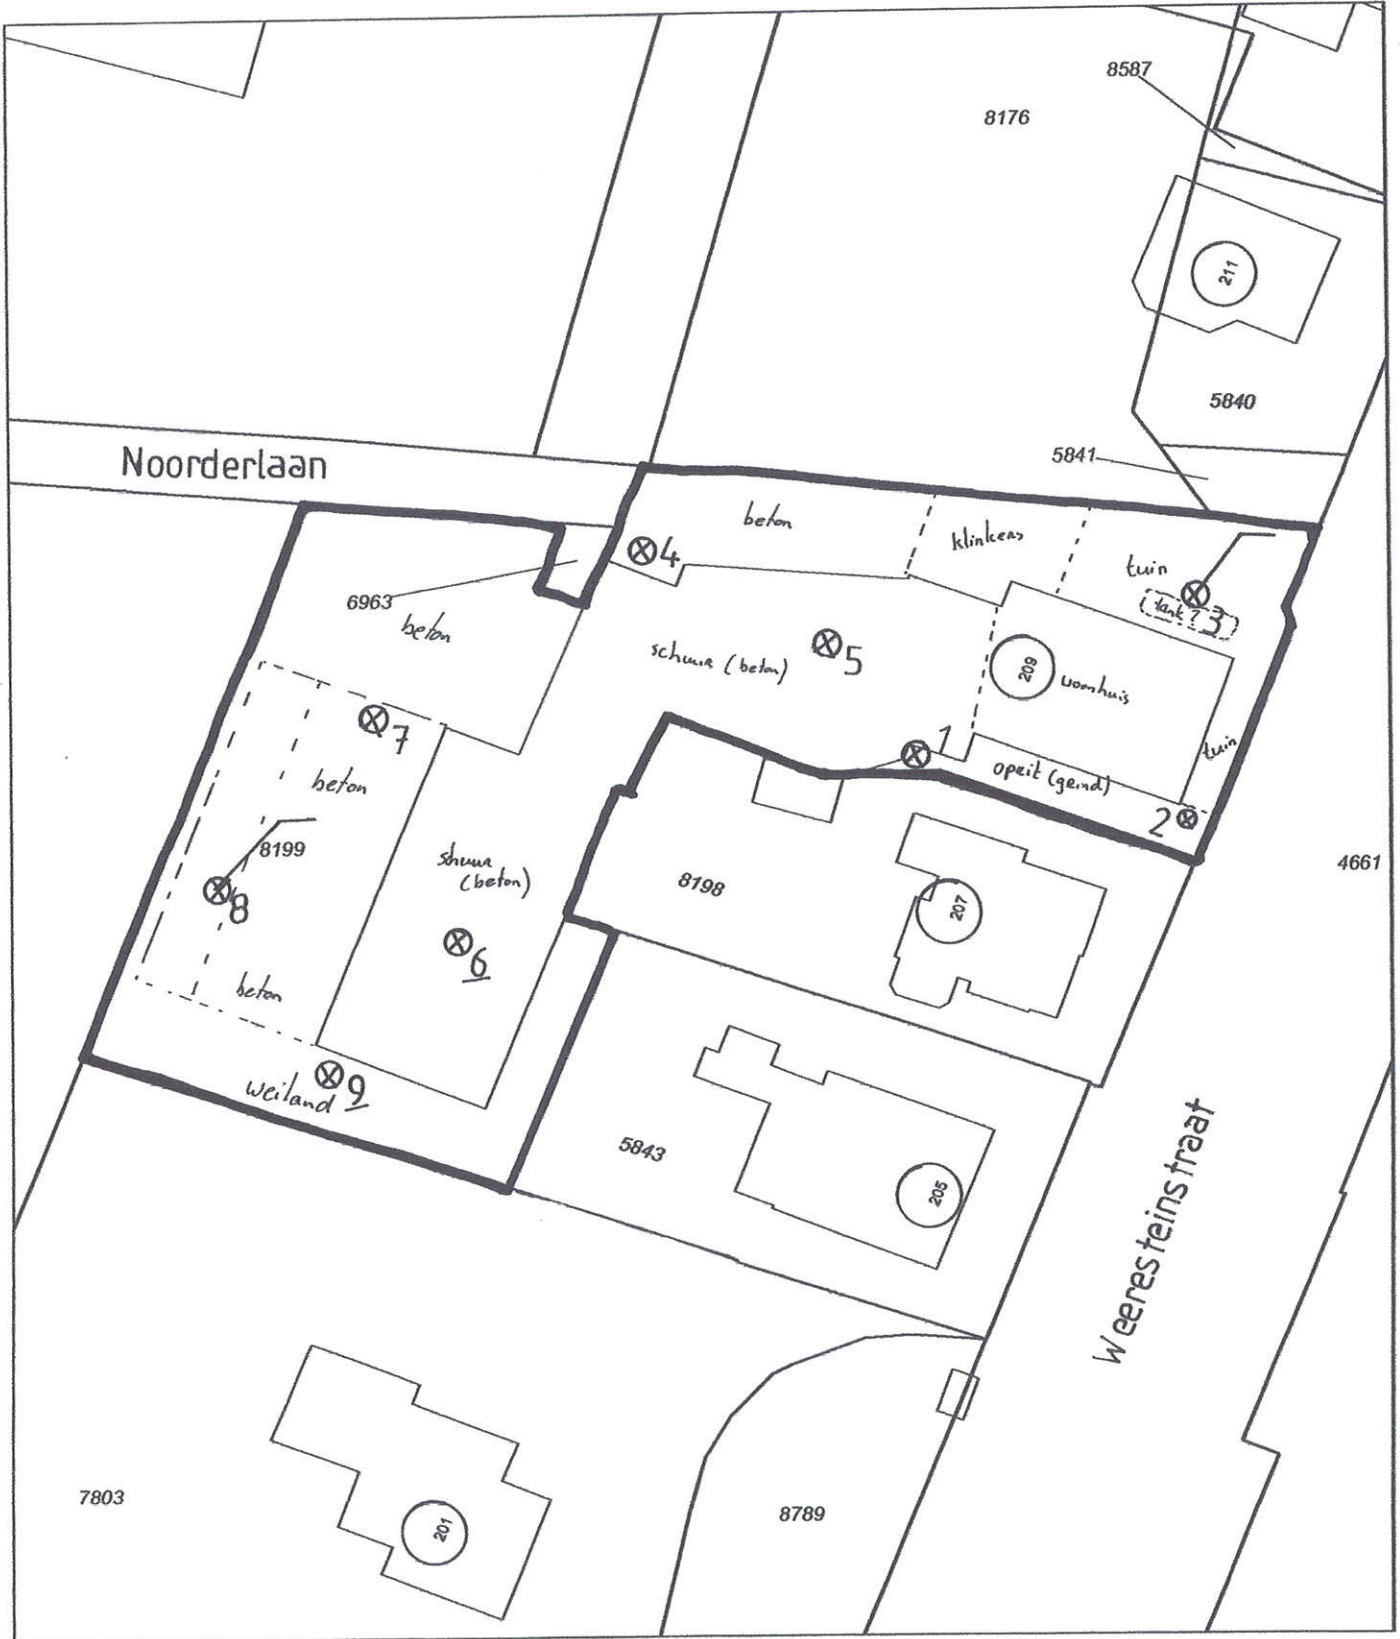 8587
8176
211
5840
5841
Noorderlaan
beton
klinkers
tuin
4
tank ?
3
6963
beton
schuur (beton)
5
209
woonhuis
tuin
7
1
oprit (grind)
2
beton
8199
schuur
(beton)
8198
207
4661
8
6
beton
9
weiland
5843
205
Weeresteinstraat
7803
201
8789